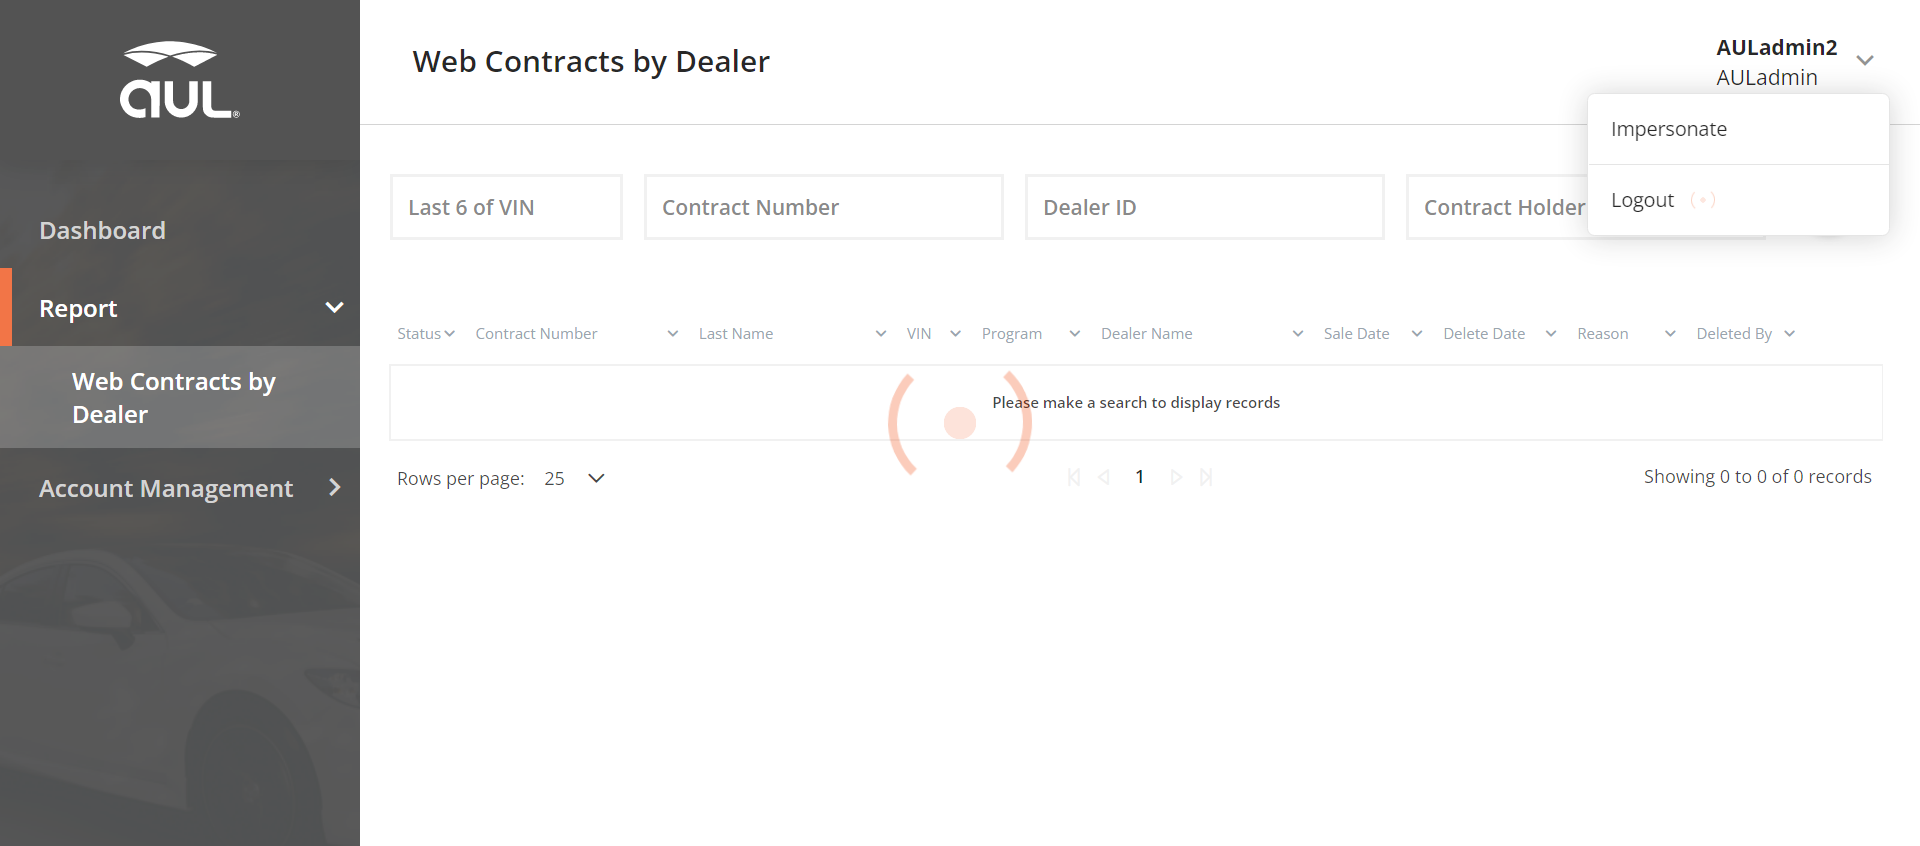 aul®
Dashboard
Report
Web Contracts by
Dealer
Account Management
Web Contracts by Dealer
AULadmin2
AULadmin
Impersonate
Logout
Last 6 of VIN
Contract Number
Dealer ID
Contract Holder
Status Contract Number Last Name VIN Program Dealer Name Sale Date Delete Date Reason Deleted By
Please make a search to display records
Rows per page: 25
1
Showing 0 to 0 of 0 records